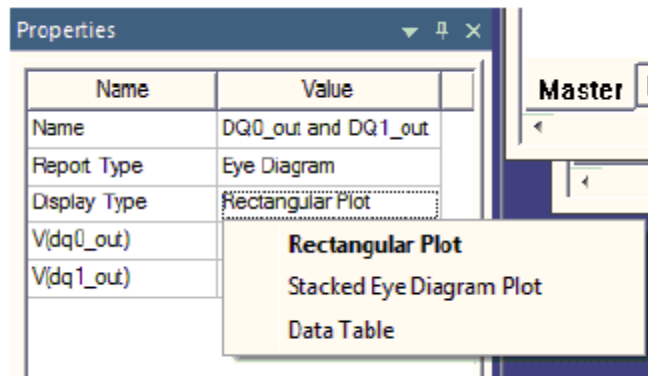 Properties
Name Value
Name DQ0_out and DQ1_out
Report Type Eye Diagram
Display Type Rectangular Plot
V(dq0_out)
V(dq1_out)
Rectangular Plot
Stacked Eye Diagram Plot
Data Table
Master